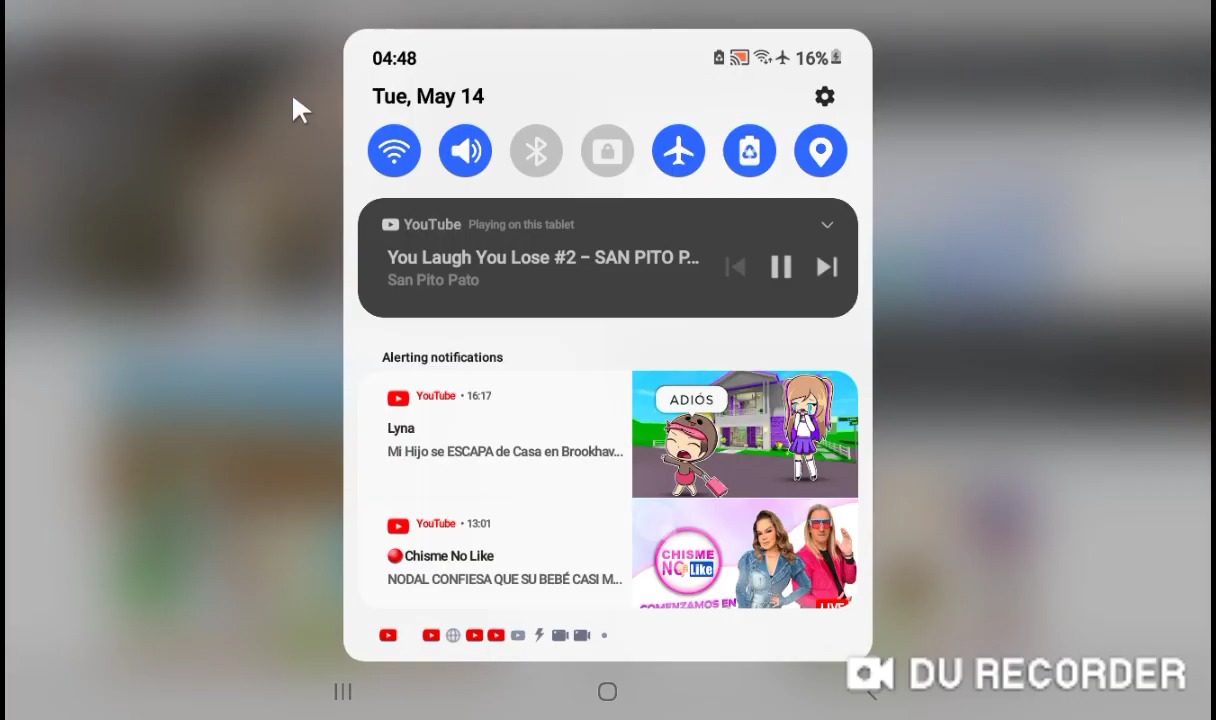 04:48
16%
Tue, May 14
YouTube Playing on this tablet
You Laugh You Lose #2 – SAN PITO P...
San Pito Pato
Alerting notifications
YouTube • 16:17
Lyna
Mi Hijo se ESCAPA de Casa en Brookhav...
ADIÓS
YouTube • 13:01
Chisme No Like
NODAL CONFIESA QUE SU BEBÉ CASI M...
CHISME
NO Like
COMENZAMOS EN
LIVE
DU RECORDER